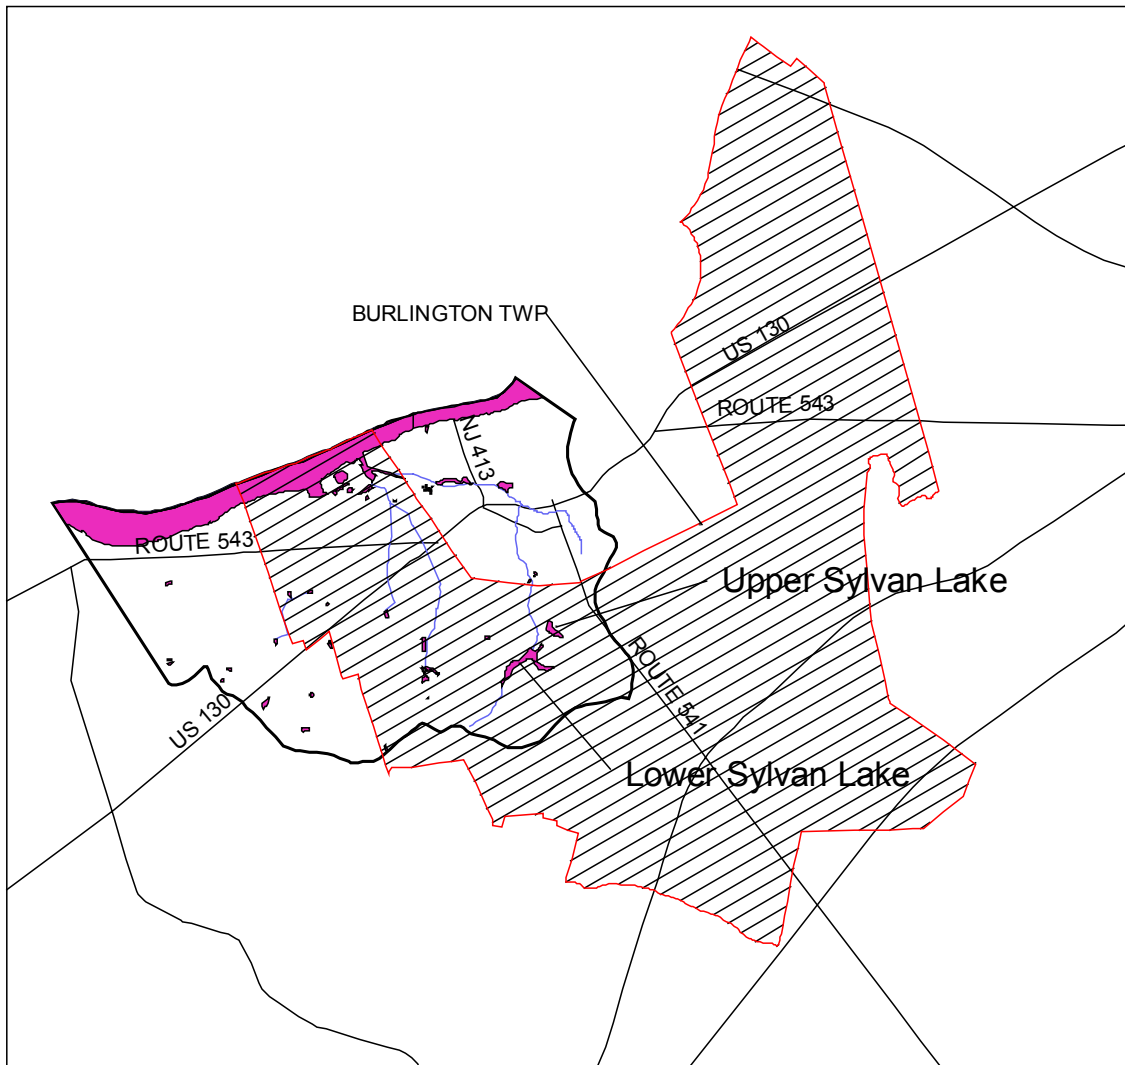 BURLINGTON TWP
US 130
ROUTE 543
NJ 413
ROUTE 543
Upper Sylvan Lake
ROUTE 541
US 130
Lower Sylvan Lake